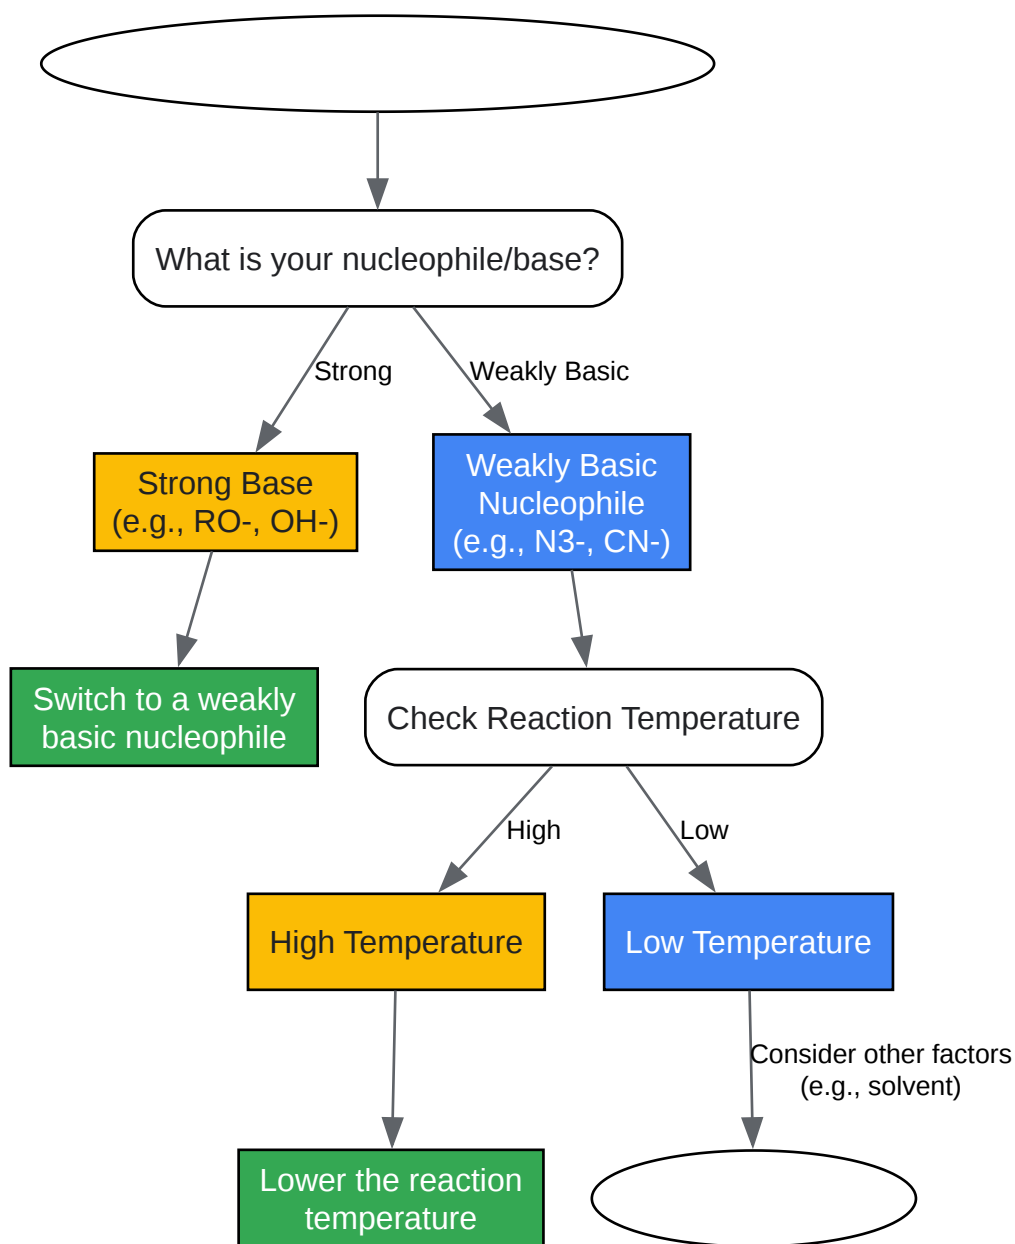 What is your nucleophile/base?
Strong
Weakly Basic
Strong Base
(e.g., RO-, OH-)
Weakly Basic
Nucleophile
(e.g., N3-, CN-)
Switch to a weakly
basic nucleophile
Check Reaction Temperature
High
Low
High Temperature
Low Temperature
Consider other factors
(e.g., solvent)
Lower the reaction
temperature